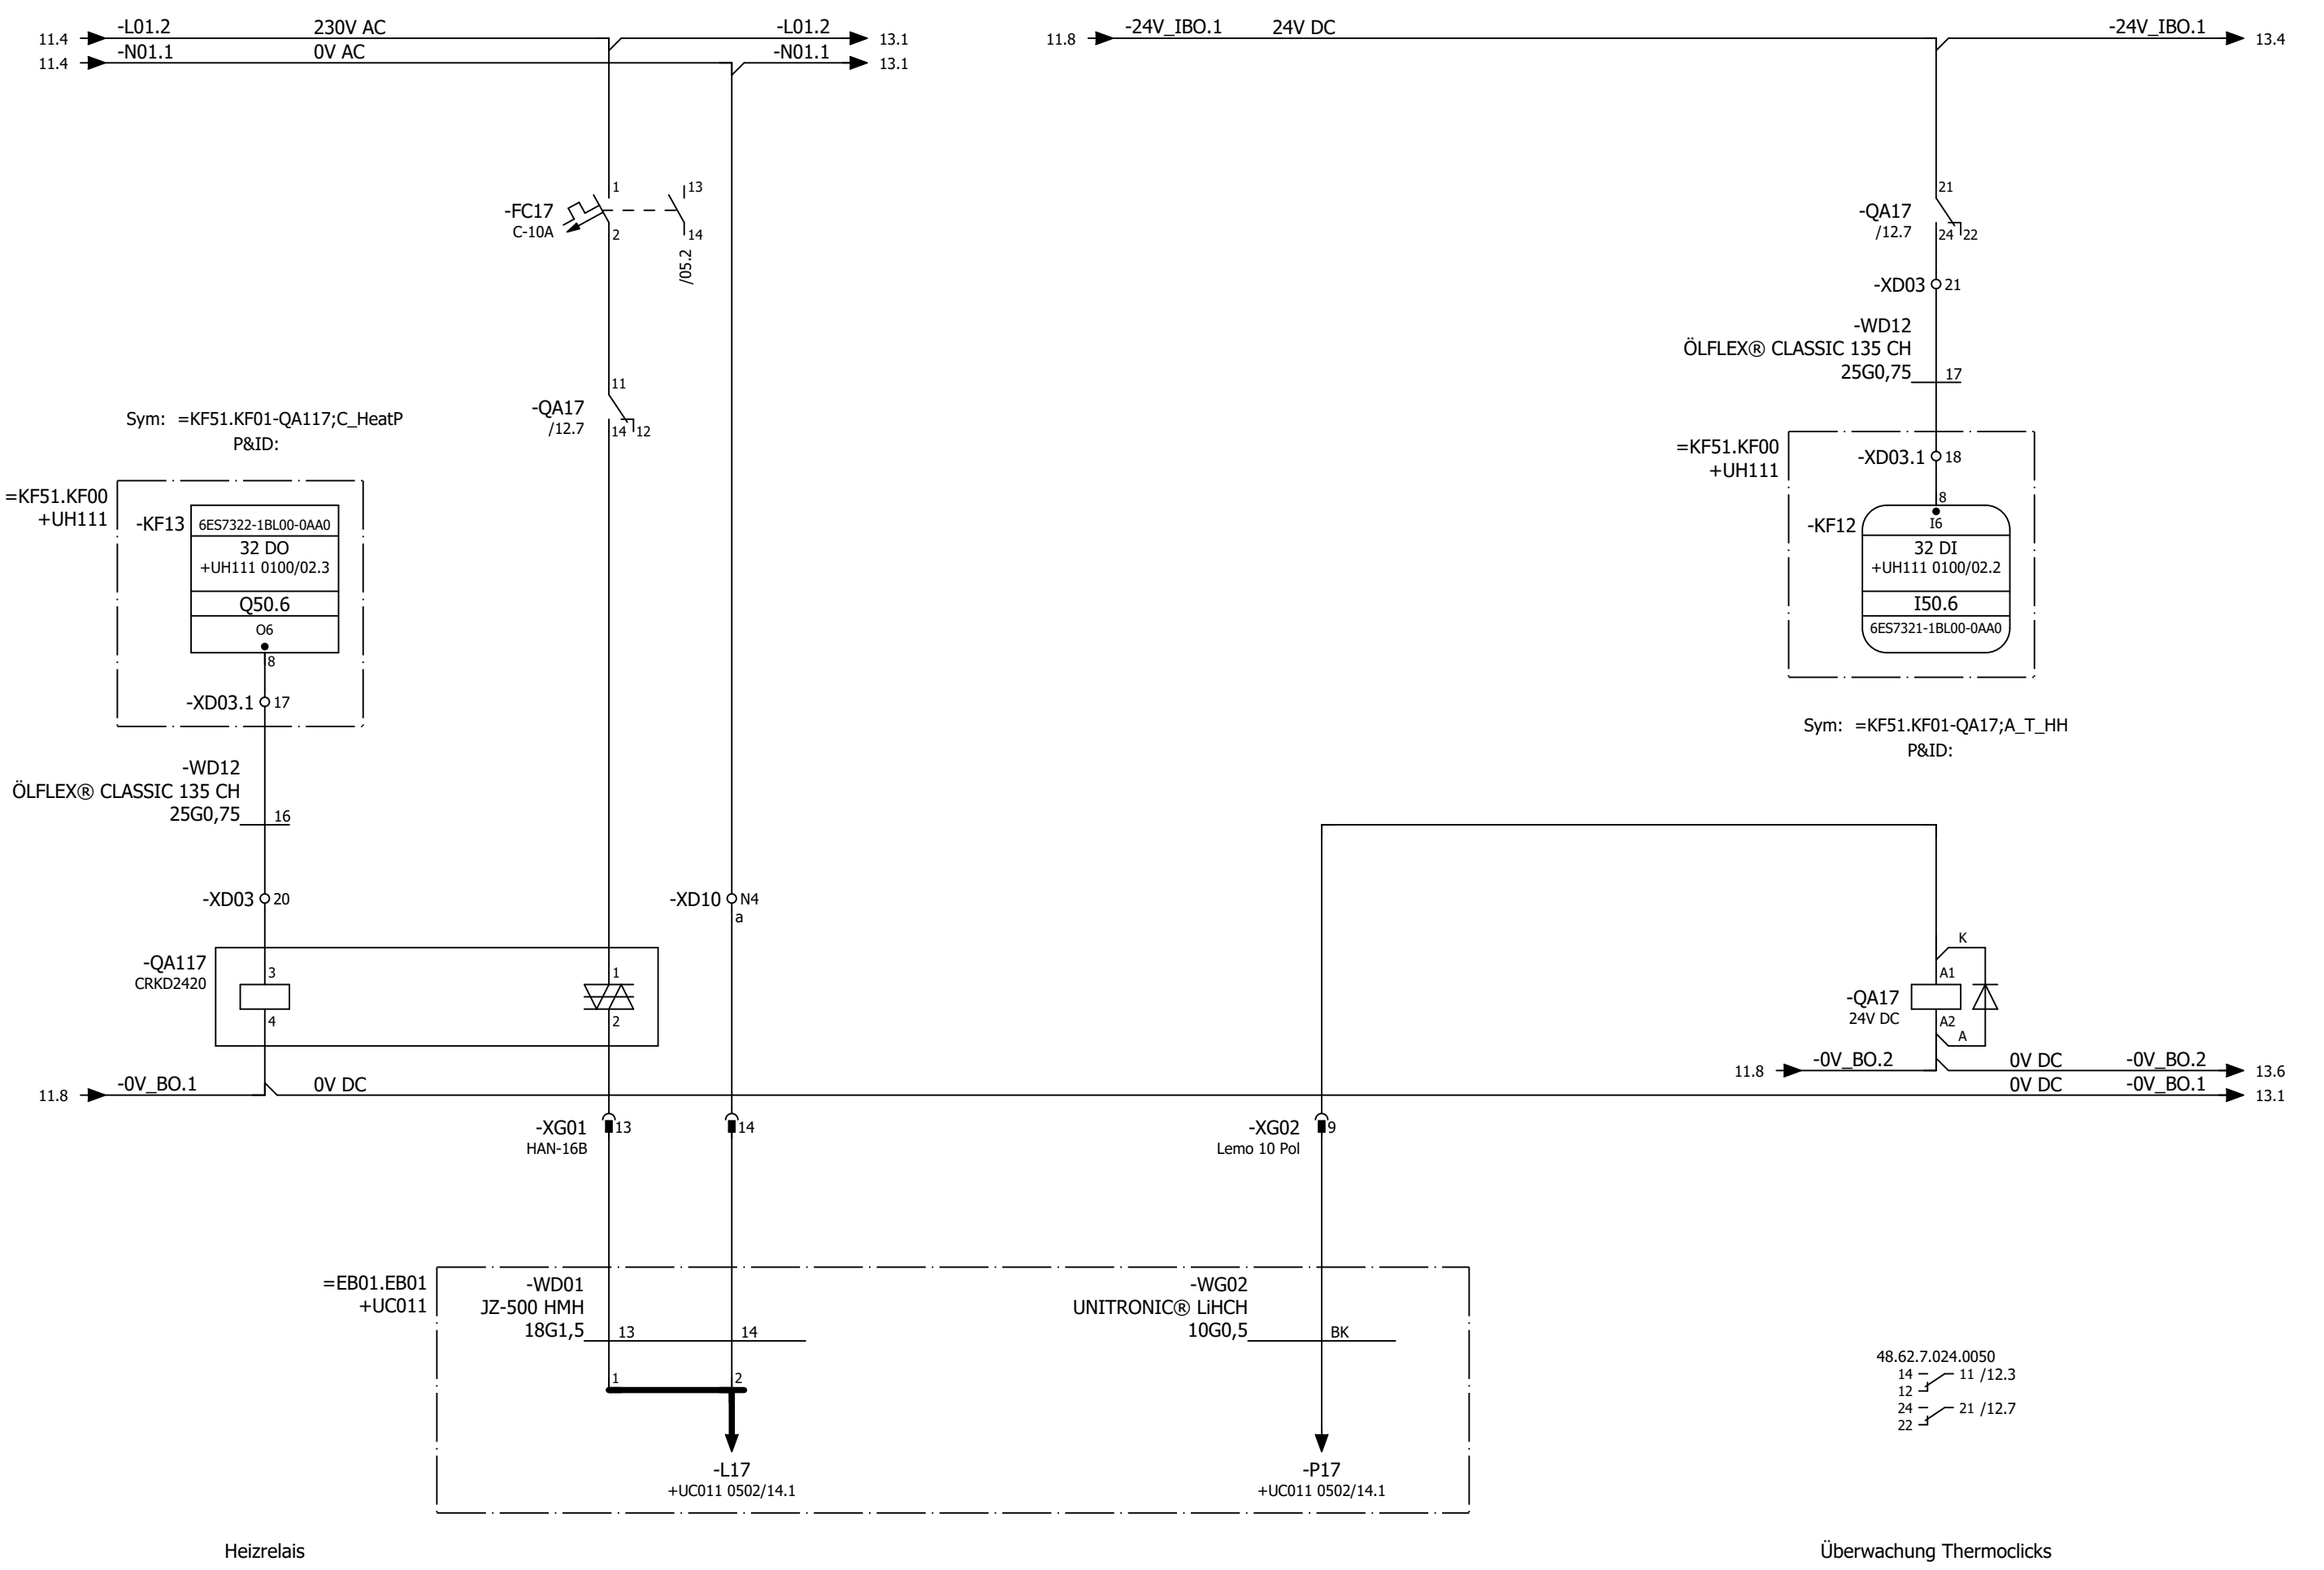 11.4 -L01.2 230V AC -L01.2 13.1
11.4 -N01.1 0V AC -N01.1 13.1
11.8 -24V_IBO.1 24V DC -24V_IBO.1 13.4
-FC17
C-10A
1
2
13
14
/05.2
-QA17
/12.7
11
14 12
-QA17
/12.7
21
24 22
-XD03 21
-WD12
ÖLFLEX® CLASSIC 135 CH
25G0,75 17
Sym: =KF51.KF01-QA117;C_HeatP
P&ID:
=KF51.KF00
+UH111
-KF13
6ES7322-1BL00-0AA0
32 DO
+UH111 0100/02.3
Q50.6
O6
8
-XD03.1 17
-WD12
ÖLFLEX® CLASSIC 135 CH
25G0,75 16
-XD03 20
-QA117
CRKD2420
3
4
1
2
-XD10 N4
a
=KF51.KF00
+UH111
-XD03.1 18
8
-KF12
I6
32 DI
+UH111 0100/02.2
I50.6
6ES7321-1BL00-0AA0
Sym: =KF51.KF01-QA17;A_T_HH
P&ID:
K
A1
-QA17
24V DC
A2
A
11.8 -0V_BO.2 0V DC -0V_BO.2 13.6
11.8 -0V_BO.1 0V DC 0V DC -0V_BO.1 13.1
-XG01 13 14
HAN-16B
-XG02 9
Lemo 10 Pol
=EB01.EB01
+UC011
-WD01
JZ-500 HMH
18G1,5 13 14
1 2
-L17
+UC011 0502/14.1
-WG02
UNITRONIC® LiHCH
10G0,5 BK
-P17
+UC011 0502/14.1
48.62.7.024.0050
14 11 /12.3
12
24 21 /12.7
22
Heizrelais
Überwachung Thermoclicks